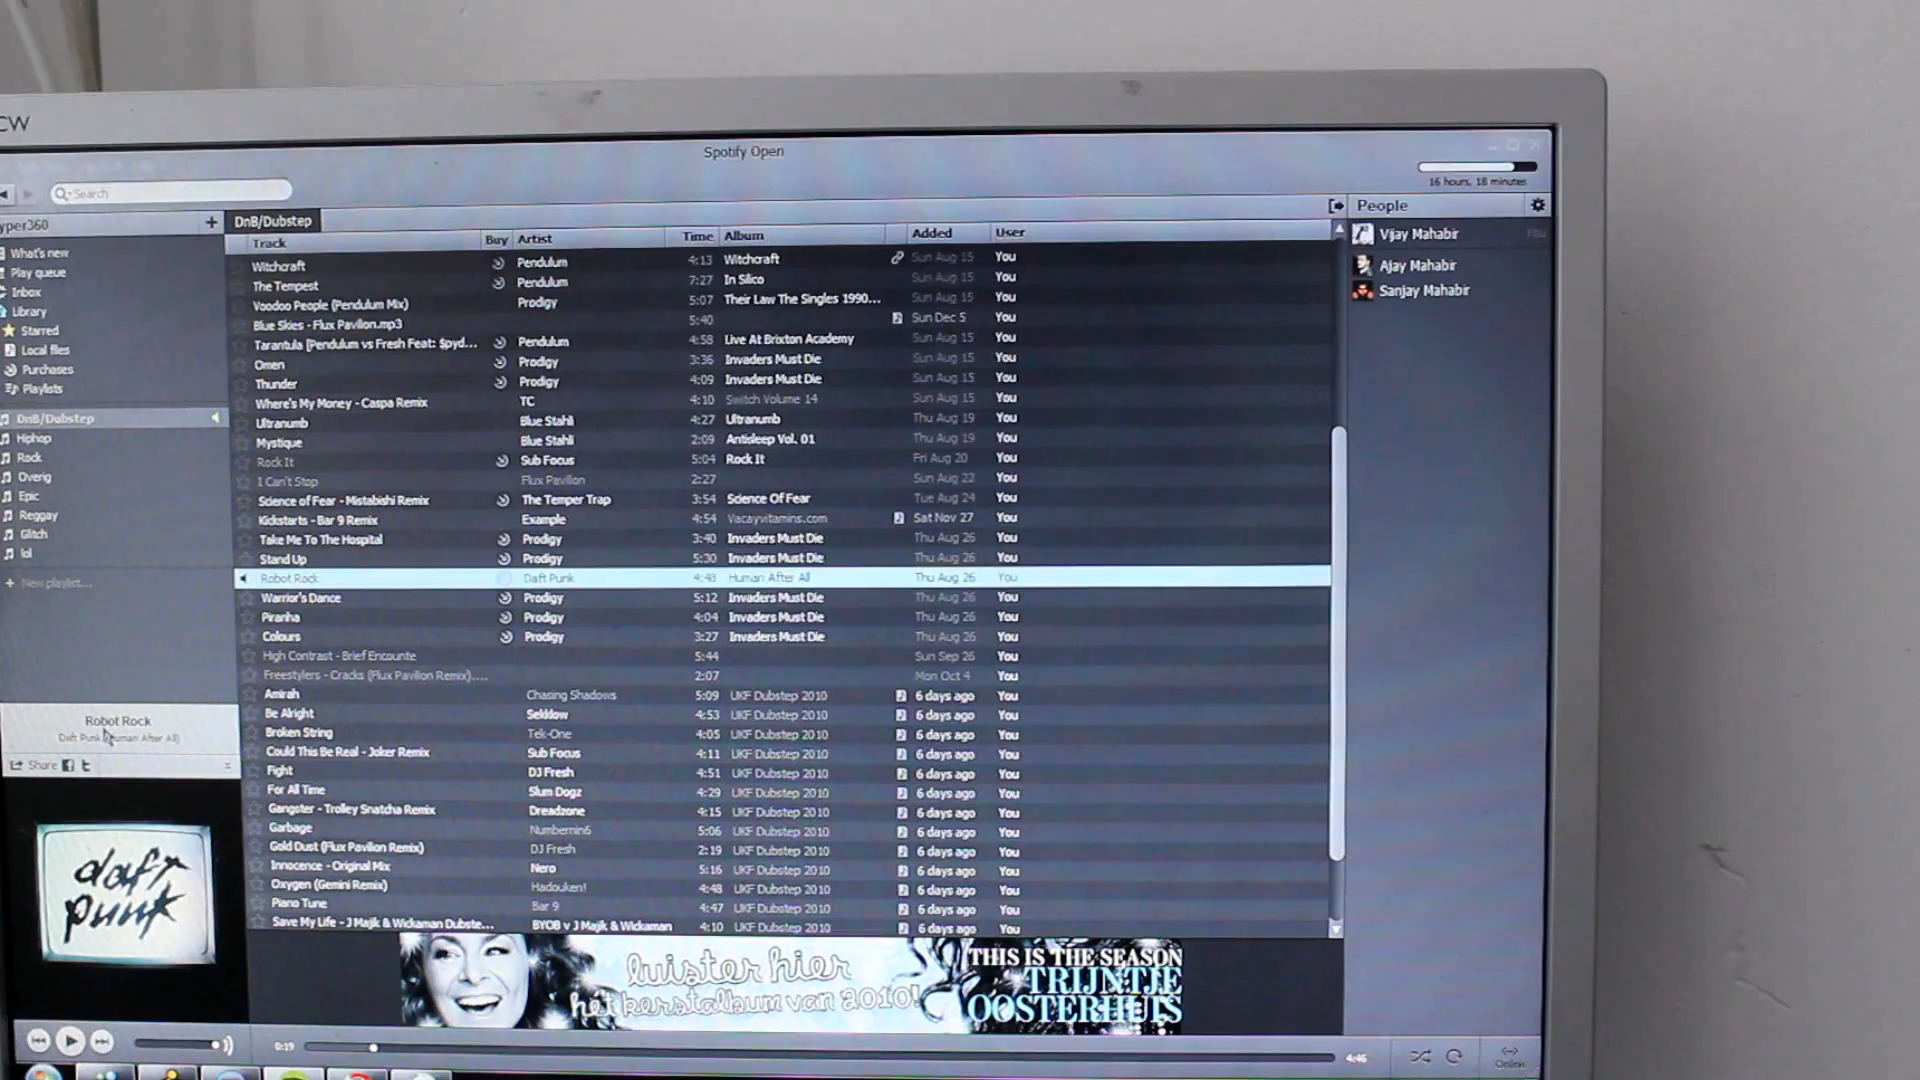 CW
Spotify Open
Search
16 hours, 18 minutes
yper360
+
DnB/Dubstep
People
Track Buy Artist Time Album Added User
What's new
Play queue
Inbox
Library
Starred
Local files
Purchases
Playlists
DnB/Dubstep
Hiphop
Rock
Overig
Epic
Reggay
Glitch
lol
+ New playlist...
Witchcraft Pendulum 4:13 Witchcraft Sun Aug 15 You
The Tempest Pendulum 7:27 In Silico Sun Aug 15 You
Voodoo People (Pendulum Mix) Prodigy 5:07 Their Law The Singles 1990... Sun Aug 15 You
Blue Skies - Flux Pavilion.mp3 5:40 Sun Dec 5 You
Tarantula [Pendulum vs Fresh Feat: $pyd... Pendulum 4:58 Live At Brixton Academy Sun Aug 15 You
Omen Prodigy 3:36 Invaders Must Die Sun Aug 15 You
Thunder Prodigy 4:09 Invaders Must Die Sun Aug 15 You
Where's My Money - Caspa Remix TC 4:10 Switch Volume 14 Sun Aug 15 You
Ultranumb Blue Stahli 4:27 Ultranumb Thu Aug 19 You
Mystique Blue Stahli 2:09 Antisleep Vol. 01 Thu Aug 19 You
Rock It Sub Focus 5:04 Rock It Fri Aug 20 You
I Can't Stop Flux Pavilion 2:27 Sun Aug 22 You
Science of Fear - Mistabishi Remix The Temper Trap 3:54 Science Of Fear Tue Aug 24 You
Kickstarts - Bar 9 Remix Example 4:54 Vacayvitamins.com Sat Nov 27 You
Take Me To The Hospital Prodigy 3:40 Invaders Must Die Thu Aug 26 You
Stand Up Prodigy 5:30 Invaders Must Die Thu Aug 26 You
Robot Rock Daft Punk 4:48 Human After All Thu Aug 26 You
Warrior's Dance Prodigy 5:12 Invaders Must Die Thu Aug 26 You
Piranha Prodigy 4:04 Invaders Must Die Thu Aug 26 You
Colours Prodigy 3:27 Invaders Must Die Thu Aug 26 You
High Contrast - Brief Encounte 5:44 Sun Sep 26 You
Freestylers - Cracks (Flux Pavilion Remix).... 2:07 Mon Oct 4 You
Amirah Chasing Shadows 5:09 UKF Dubstep 2010 6 days ago You
Be Alright Sekklow 4:53 UKF Dubstep 2010 6 days ago You
Broken String Tek-One 4:05 UKF Dubstep 2010 6 days ago You
Could This Be Real - Joker Remix Sub Focus 4:11 UKF Dubstep 2010 6 days ago You
Fight DJ Fresh 4:51 UKF Dubstep 2010 6 days ago You
For All Time Slum Dogz 4:29 UKF Dubstep 2010 6 days ago You
Gangster - Trolley Snatcha Remix Dreadzone 4:15 UKF Dubstep 2010 6 days ago You
Garbage Numbernin6 5:06 UKF Dubstep 2010 6 days ago You
Gold Dust (Flux Pavilion Remix) DJ Fresh 2:19 UKF Dubstep 2010 6 days ago You
Innocence - Original Mix Nero 5:16 UKF Dubstep 2010 6 days ago You
Oxygen (Gemini Remix) Hadouken! 4:48 UKF Dubstep 2010 6 days ago You
Piano Tune Bar 9 4:47 UKF Dubstep 2010 6 days ago You
Save My Life - J Majik & Wickaman Dubste... BYOB v J Majik & Wickaman 4:10 UKF Dubstep 2010 6 days ago You
Vijay Mahabir You
Ajay Mahabir
Sanjay Mahabir
Robot Rock
Daft Punk (Human After All)
Share f t
daft
punk
luister hier
het kerstalbum van 2010!
THIS IS THE SEASON
TRIJNTJE
OOSTERHUIS
0:19
4:46
Online